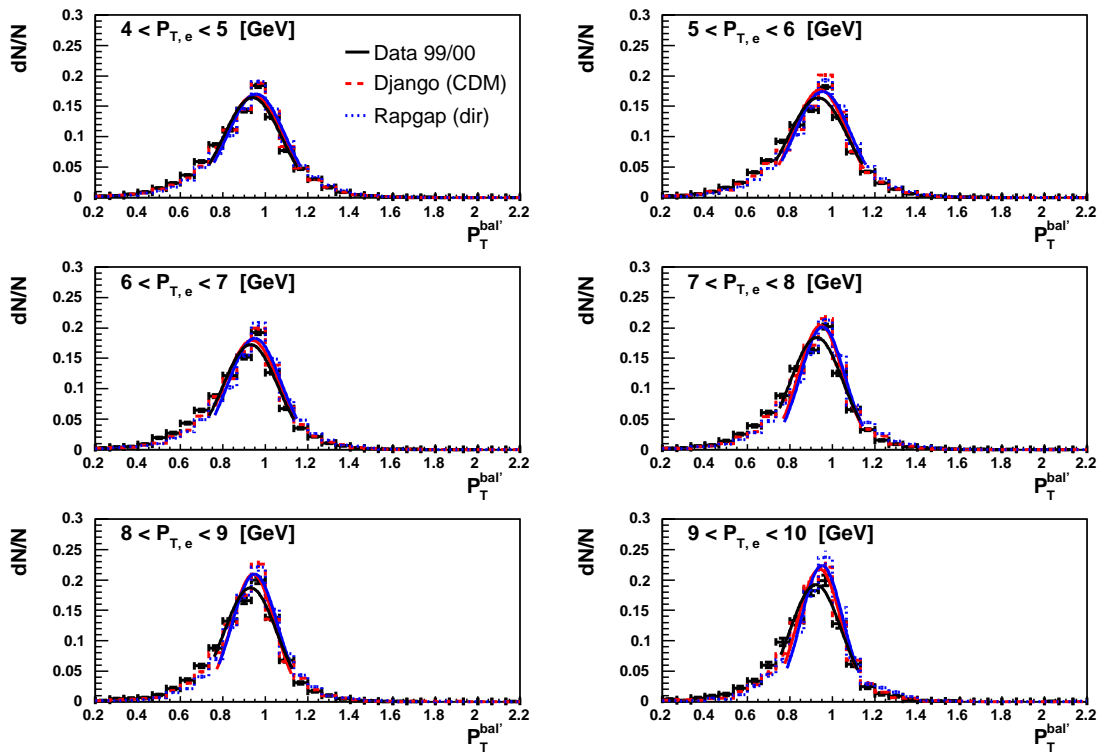 dN/N
0.3
0.25
0.2
0.15
0.1
0.05
0
4 < P_{T, e} < 5 [GeV]
Data 99/00
Django (CDM)
Rapgap (dir)
0.2 0.4 0.6 0.8 1 1.2 1.4 1.6 1.8 2 2.2
P_T^{bal'}
dN/N
0.3
0.25
0.2
0.15
0.1
0.05
0
5 < P_{T, e} < 6 [GeV]
0.2 0.4 0.6 0.8 1 1.2 1.4 1.6 1.8 2 2.2
P_T^{bal'}
dN/N
0.3
0.25
0.2
0.15
0.1
0.05
0
6 < P_{T, e} < 7 [GeV]
0.2 0.4 0.6 0.8 1 1.2 1.4 1.6 1.8 2 2.2
P_T^{bal'}
dN/N
0.3
0.25
0.2
0.15
0.1
0.05
0
7 < P_{T, e} < 8 [GeV]
0.2 0.4 0.6 0.8 1 1.2 1.4 1.6 1.8 2 2.2
P_T^{bal'}
dN/N
0.3
0.25
0.2
0.15
0.1
0.05
0
8 < P_{T, e} < 9 [GeV]
0.2 0.4 0.6 0.8 1 1.2 1.4 1.6 1.8 2 2.2
P_T^{bal'}
dN/N
0.3
0.25
0.2
0.15
0.1
0.05
0
9 < P_{T, e} < 10 [GeV]
0.2 0.4 0.6 0.8 1 1.2 1.4 1.6 1.8 2 2.2
P_T^{bal'}